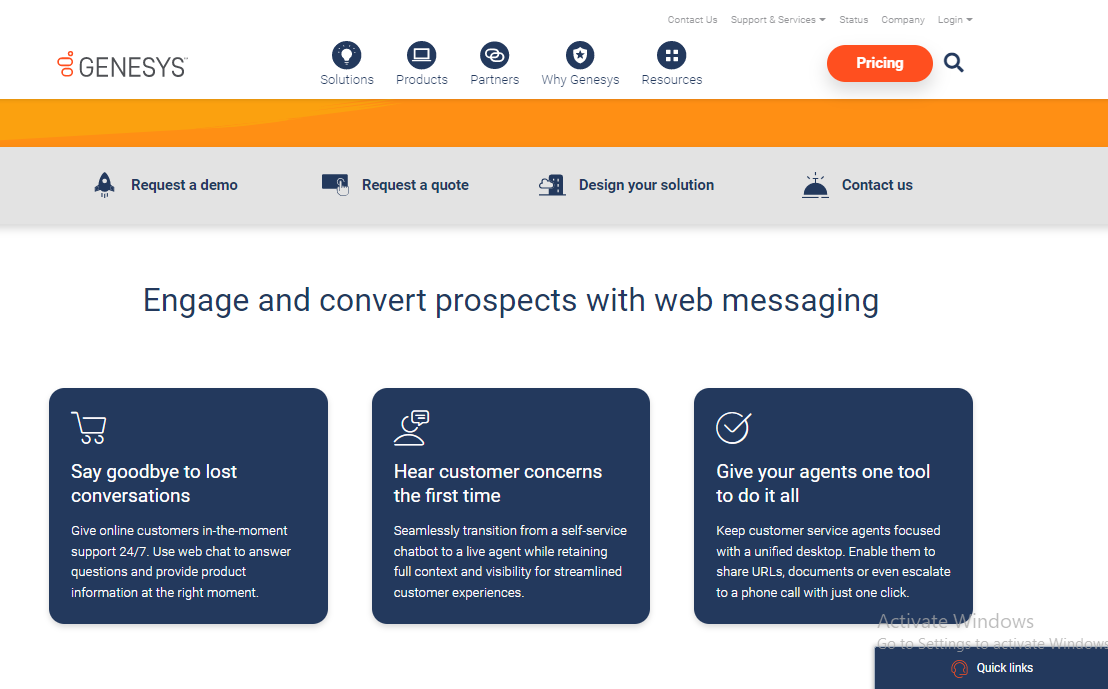 Contact Us Support & Services Status Company Login
GENESYS
Solutions Products Partners Why Genesys Resources
Pricing
Request a demo Request a quote Design your solution Contact us
Engage and convert prospects with web messaging
Say goodbye to lost
conversations
Give online customers in-the-moment
support 24/7. Use web chat to answer
questions and provide product
information at the right moment.
Hear customer concerns
the first time
Seamlessly transition from a self-service
chatbot to a live agent while retaining
full context and visibility for streamlined
customer experiences.
Give your agents one tool
to do it all
Keep customer service agents focused
with a unified desktop. Enable them to
share URLs, documents or even escalate
to a phone call with just one click.
Activate Windows
Go to Settings to activate Windows
Quick links